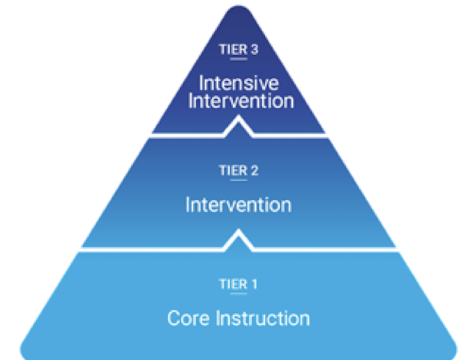 TIER 3
Intensive
Intervention
TIER 2
Intervention
TIER 1
Core Instruction